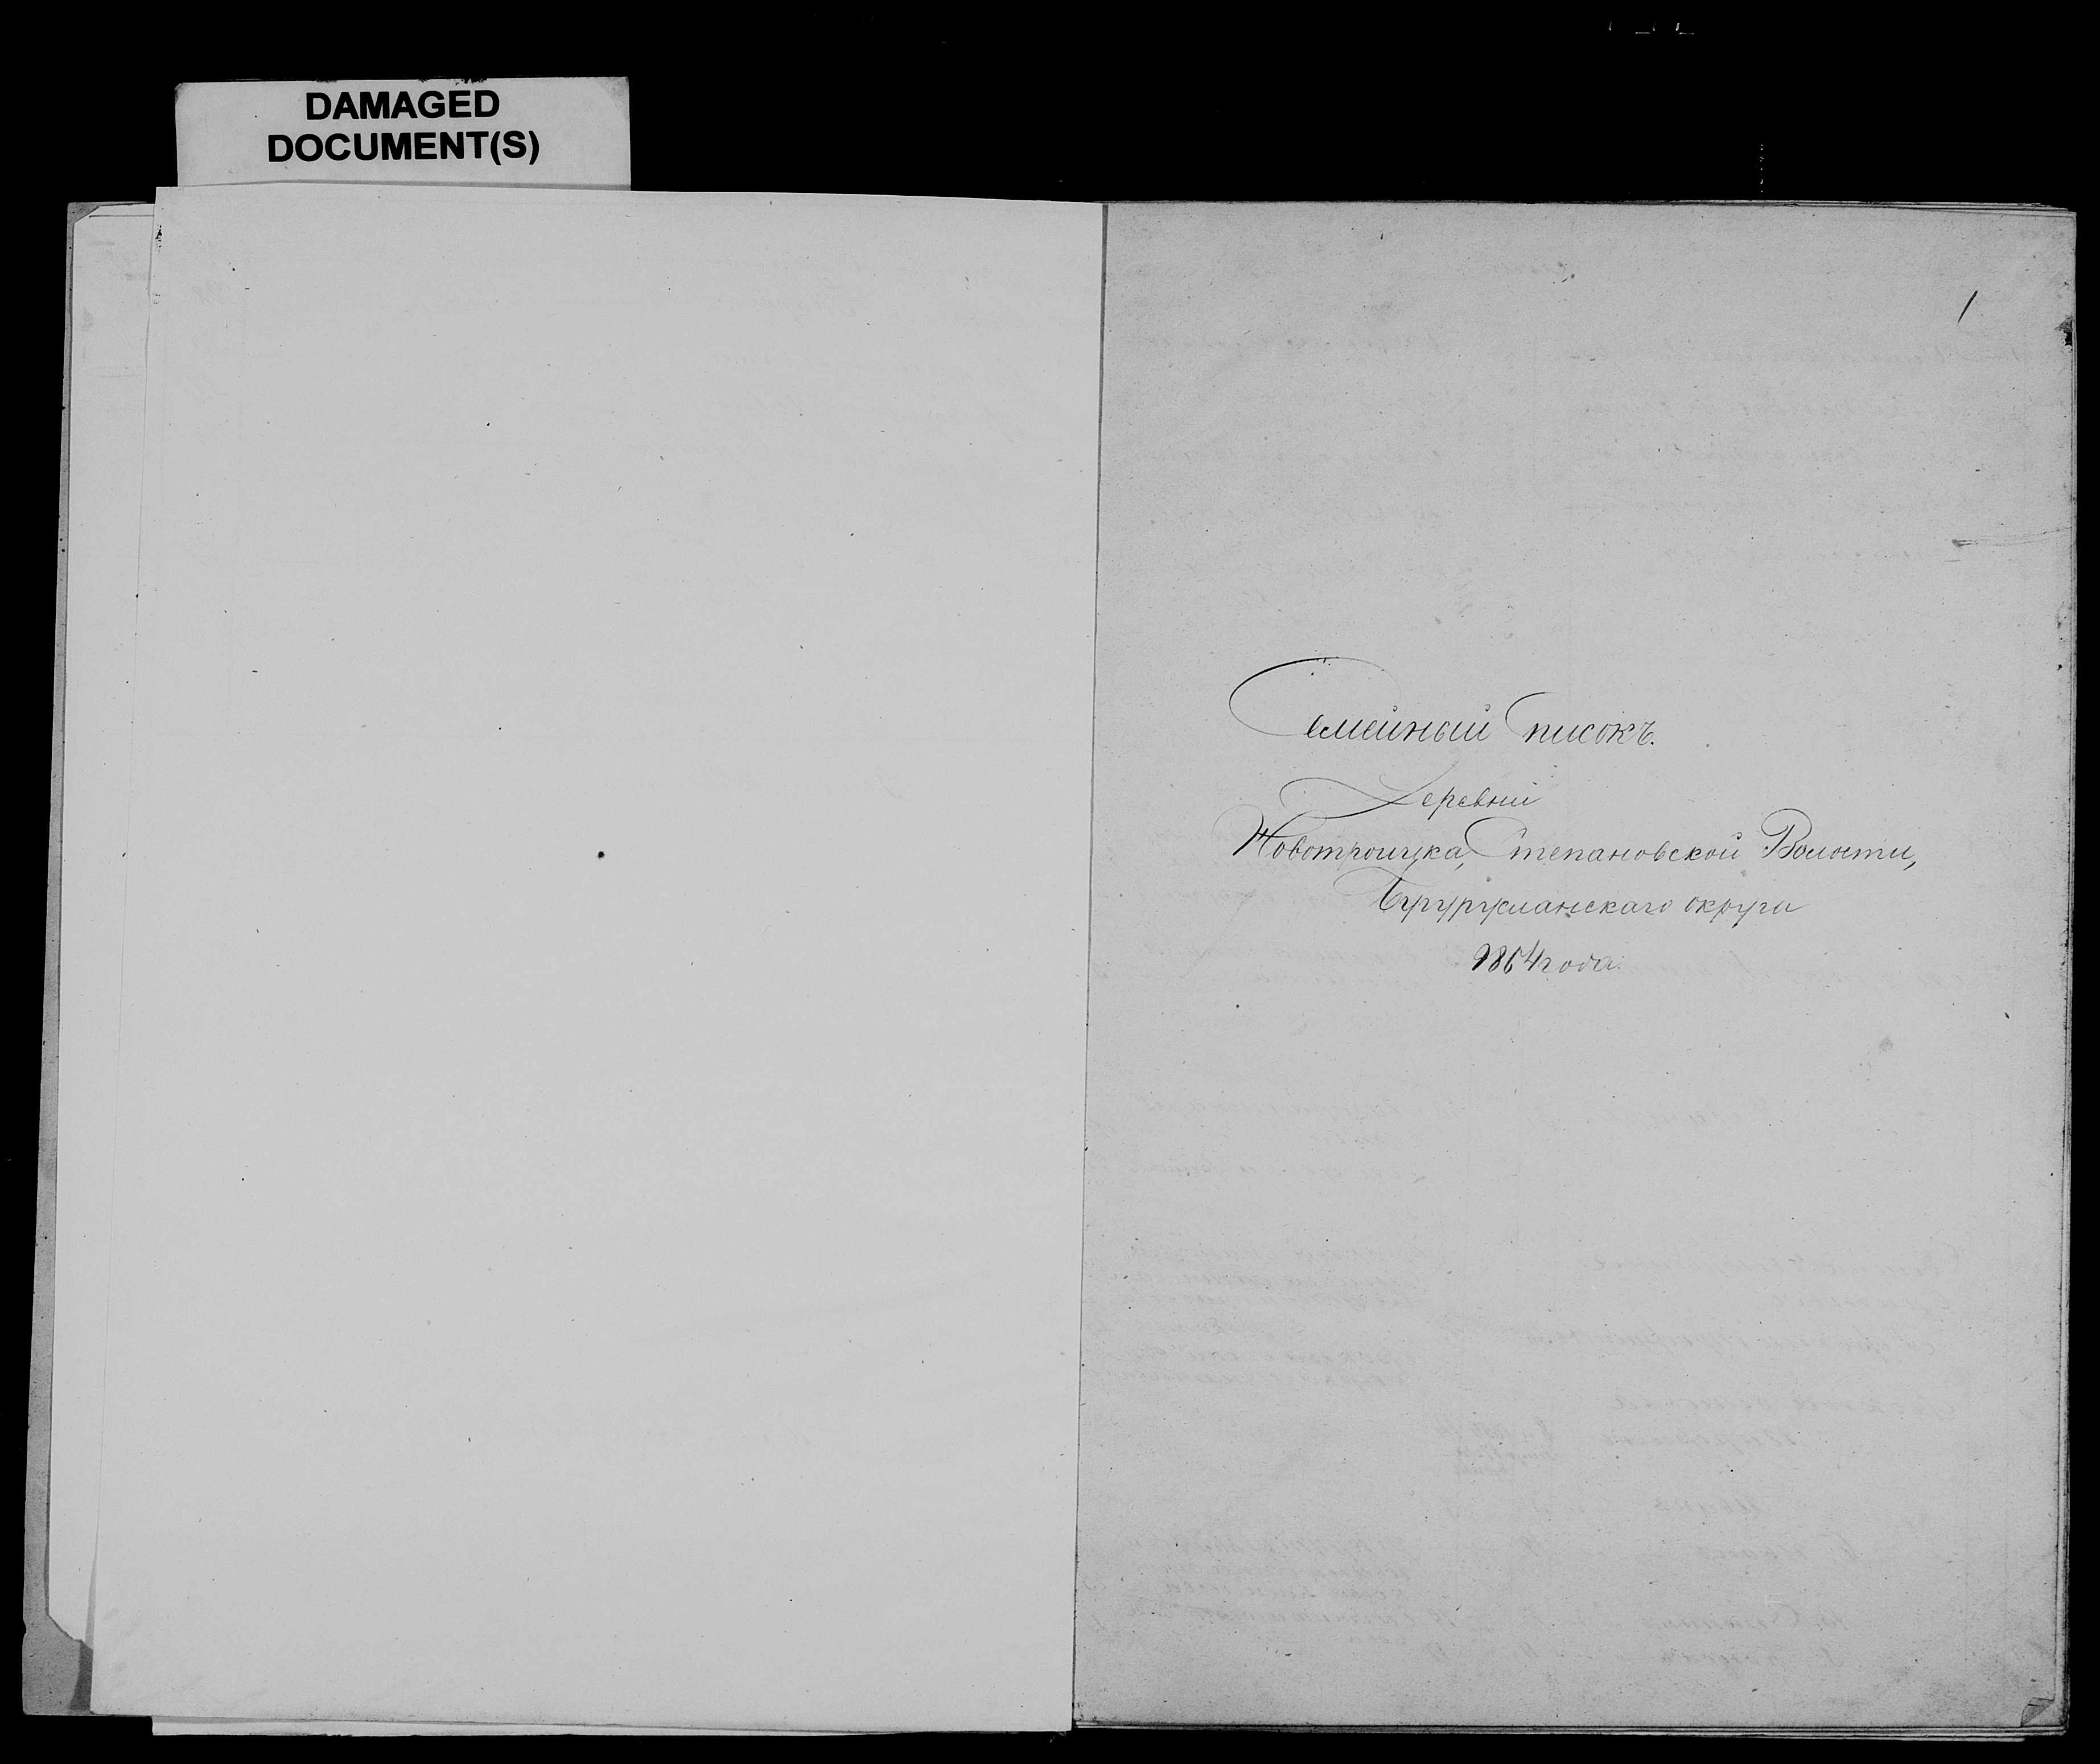 DAMAGED
DOCUMENT(S)
1
Семейный Списокъ.
Деревни
Новотроицка, Степановской Волости,
Бугурусланскаго округа
1864 года.